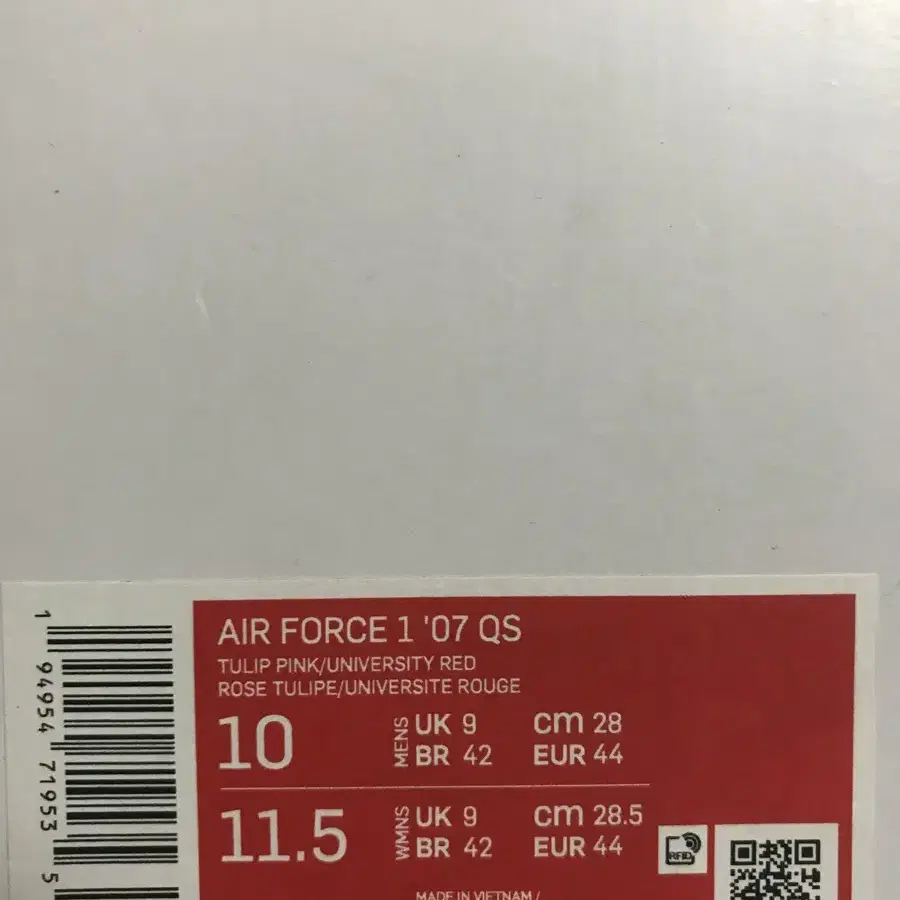 AIR FORCE 1 '07 QS
TULIP PINK/UNIVERSITY RED
ROSE TULIPE/UNIVERSITE ROUGE
10 MENS UK 9 cm 28
BR 42 EUR 44
11.5 WMNS UK 9 cm 28.5
BR 42 EUR 44
RFID
MADE IN VIETNAM /
1 94954 71953 5